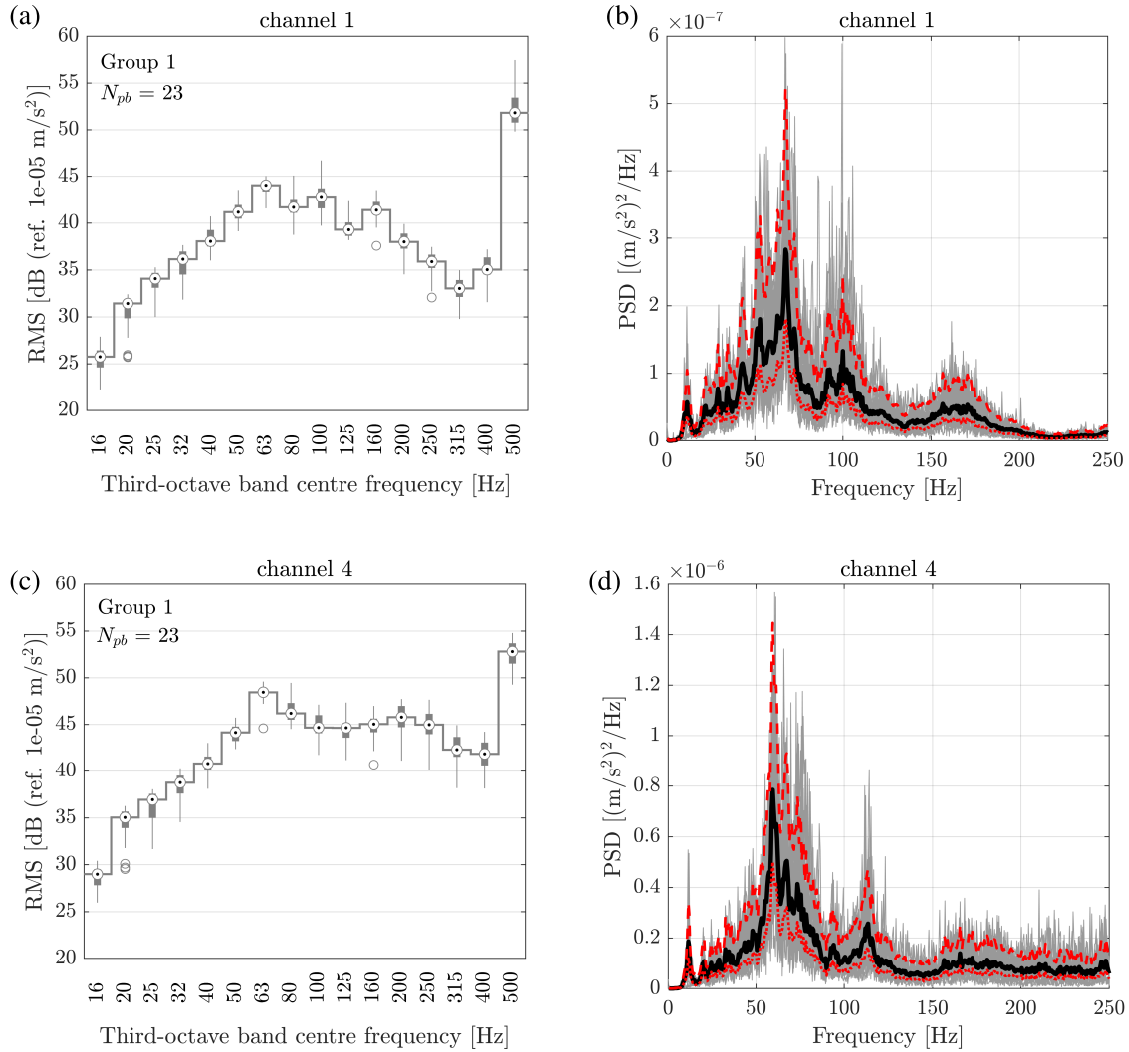 (a)
channel 1
60
55
50
45
40
35
30
25
20
RMS [dB (ref. 1e-05 m/s²)]
Group 1
N_pb = 23
16 20 25 32 40 50 63 80 100 125 160 200 250 315 400 500
Third-octave band centre frequency [Hz]
(b)
channel 1
×10⁻⁷
6
5
4
3
2
1
0
PSD [(m/s²)²/Hz]
0 50 100 150 200 250
Frequency [Hz]
(c)
channel 4
60
55
50
45
40
35
30
25
20
RMS [dB (ref. 1e-05 m/s²)]
Group 1
N_pb = 23
16 20 25 32 40 50 63 80 100 125 160 200 250 315 400 500
Third-octave band centre frequency [Hz]
(d)
channel 4
×10⁻⁶
1.6
1.4
1.2
1
0.8
0.6
0.4
0.2
0
PSD [(m/s²)²/Hz]
0 50 100 150 200 250
Frequency [Hz]